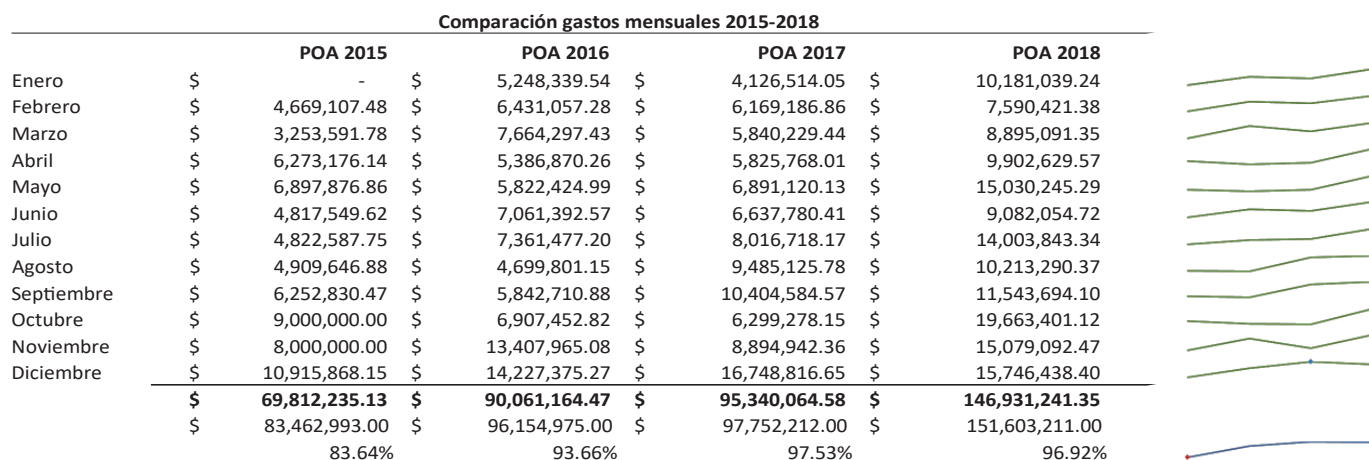 Comparación gastos mensuales 2015-2018
POA 2015 POA 2016 POA 2017 POA 2018
Enero $ - $ 5,248,339.54 $ 4,126,514.05 $ 10,181,039.24
Febrero $ 4,669,107.48 $ 6,431,057.28 $ 6,169,186.86 $ 7,590,421.38
Marzo $ 3,253,591.78 $ 7,664,297.43 $ 5,840,229.44 $ 8,895,091.35
Abril $ 6,273,176.14 $ 5,386,870.26 $ 5,825,768.01 $ 9,902,629.57
Mayo $ 6,897,876.86 $ 5,822,424.99 $ 6,891,120.13 $ 15,030,245.29
Junio $ 4,817,549.62 $ 7,061,392.57 $ 6,637,780.41 $ 9,082,054.72
Julio $ 4,822,587.75 $ 7,361,477.20 $ 8,016,718.17 $ 14,003,843.34
Agosto $ 4,909,646.88 $ 4,699,801.15 $ 9,485,125.78 $ 10,213,290.37
Septiembre $ 6,252,830.47 $ 5,842,710.88 $ 10,404,584.57 $ 11,543,694.10
Octubre $ 9,000,000.00 $ 6,907,452.82 $ 6,299,278.15 $ 19,663,401.12
Noviembre $ 8,000,000.00 $ 13,407,965.08 $ 8,894,942.36 $ 15,079,092.47
Diciembre $ 10,915,868.15 $ 14,227,375.27 $ 16,748,816.65 $ 15,746,438.40
$ 69,812,235.13 $ 90,061,164.47 $ 95,340,064.58 $ 146,931,241.35
$ 83,462,993.00 $ 96,154,975.00 $ 97,752,212.00 $ 151,603,211.00
83.64% 93.66% 97.53% 96.92%